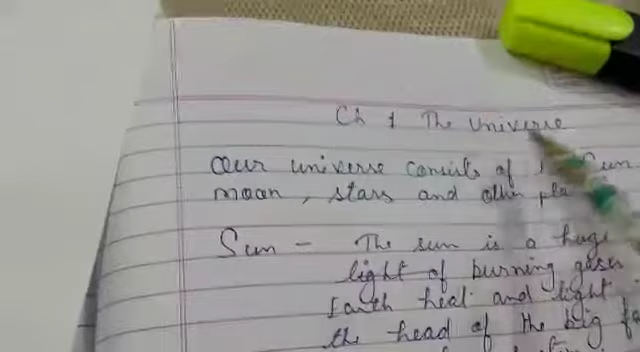 Ch 1 The Universe
Our universe consists of Sun
moon, stars and other pla
Sun - The sun is a huge
light of burning gases
Earth heat and light
the head of the big fa